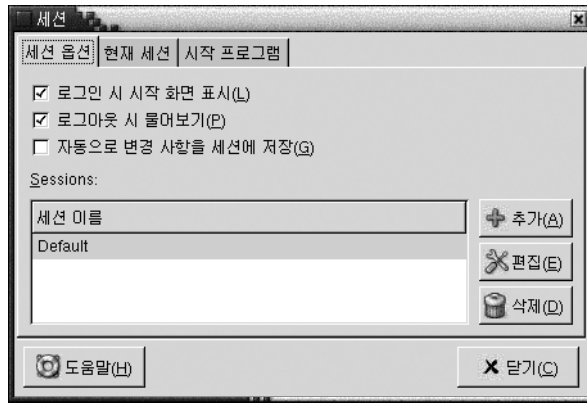 세션
세션 옵션 현재 세션 시작 프로그램
로그인 시 시작 화면 표시(L)
로그아웃 시 물어보기(P)
자동으로 변경 사항을 세션에 저장(G)
Sessions:
세션 이름
Default
추가(A)
편집(E)
삭제(D)
도움말(H) 닫기(C)